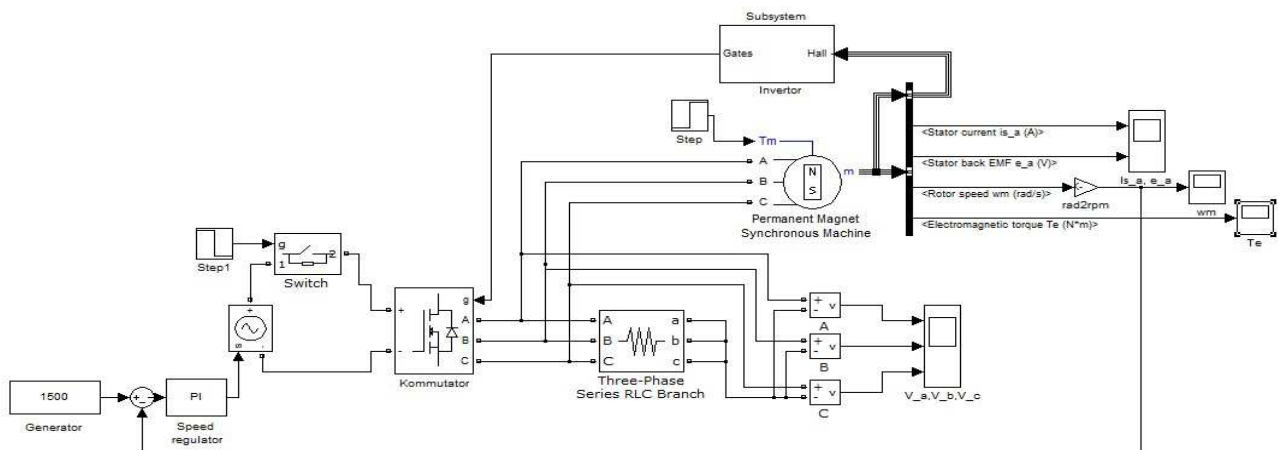 Subsystem
Gates
Hall
Invertor
Step
Tm
A
B
C
N
S
m
Permanent Magnet
Synchronous Machine
<Stator current is_a (A)>
<Stator back EMF e_a (V)>
<Rotor speed wm (rad/s)>
<Electromagnetic torque Te (N*m)>
Is_a, e_a
rad2rpm
wm
Te
Step1
g
1
2
Switch
+
s
-
+
-
g
A
B
C
Kommutator
A
B
C
a
b
c
Three-Phase
Series RLC Branch
+
-
v
A
+
-
v
B
+
-
v
C
V_a,V_b,V_c
1500
Generator
+
-
PI
Speed
regulator